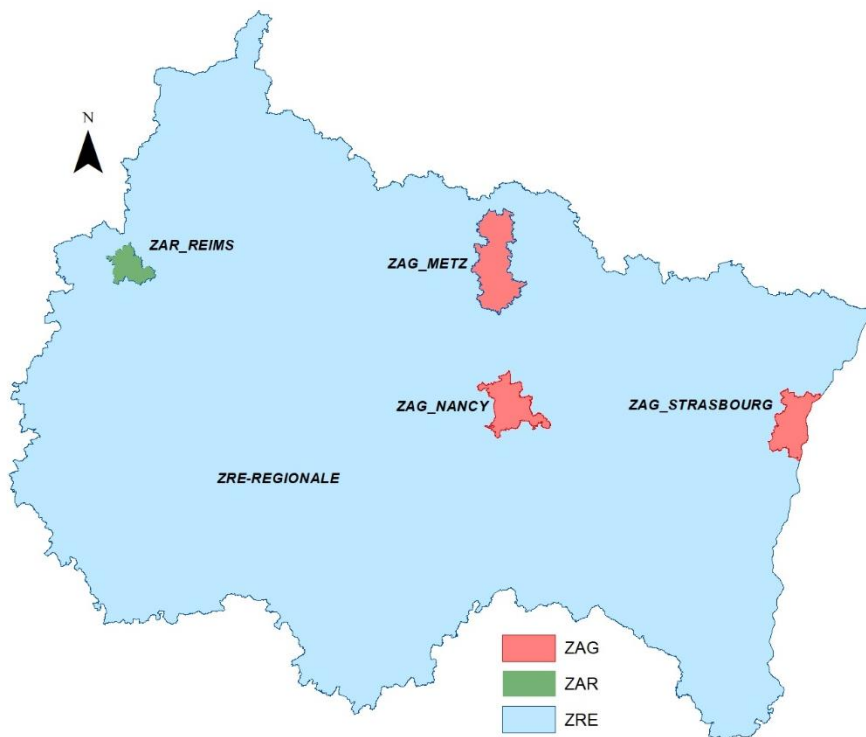 N
ZAR_REIMS
ZAG_METZ
ZAG_NANCY
ZAG_STRASBOURG
ZRE-REGIONALE
ZAG
ZAR
ZRE